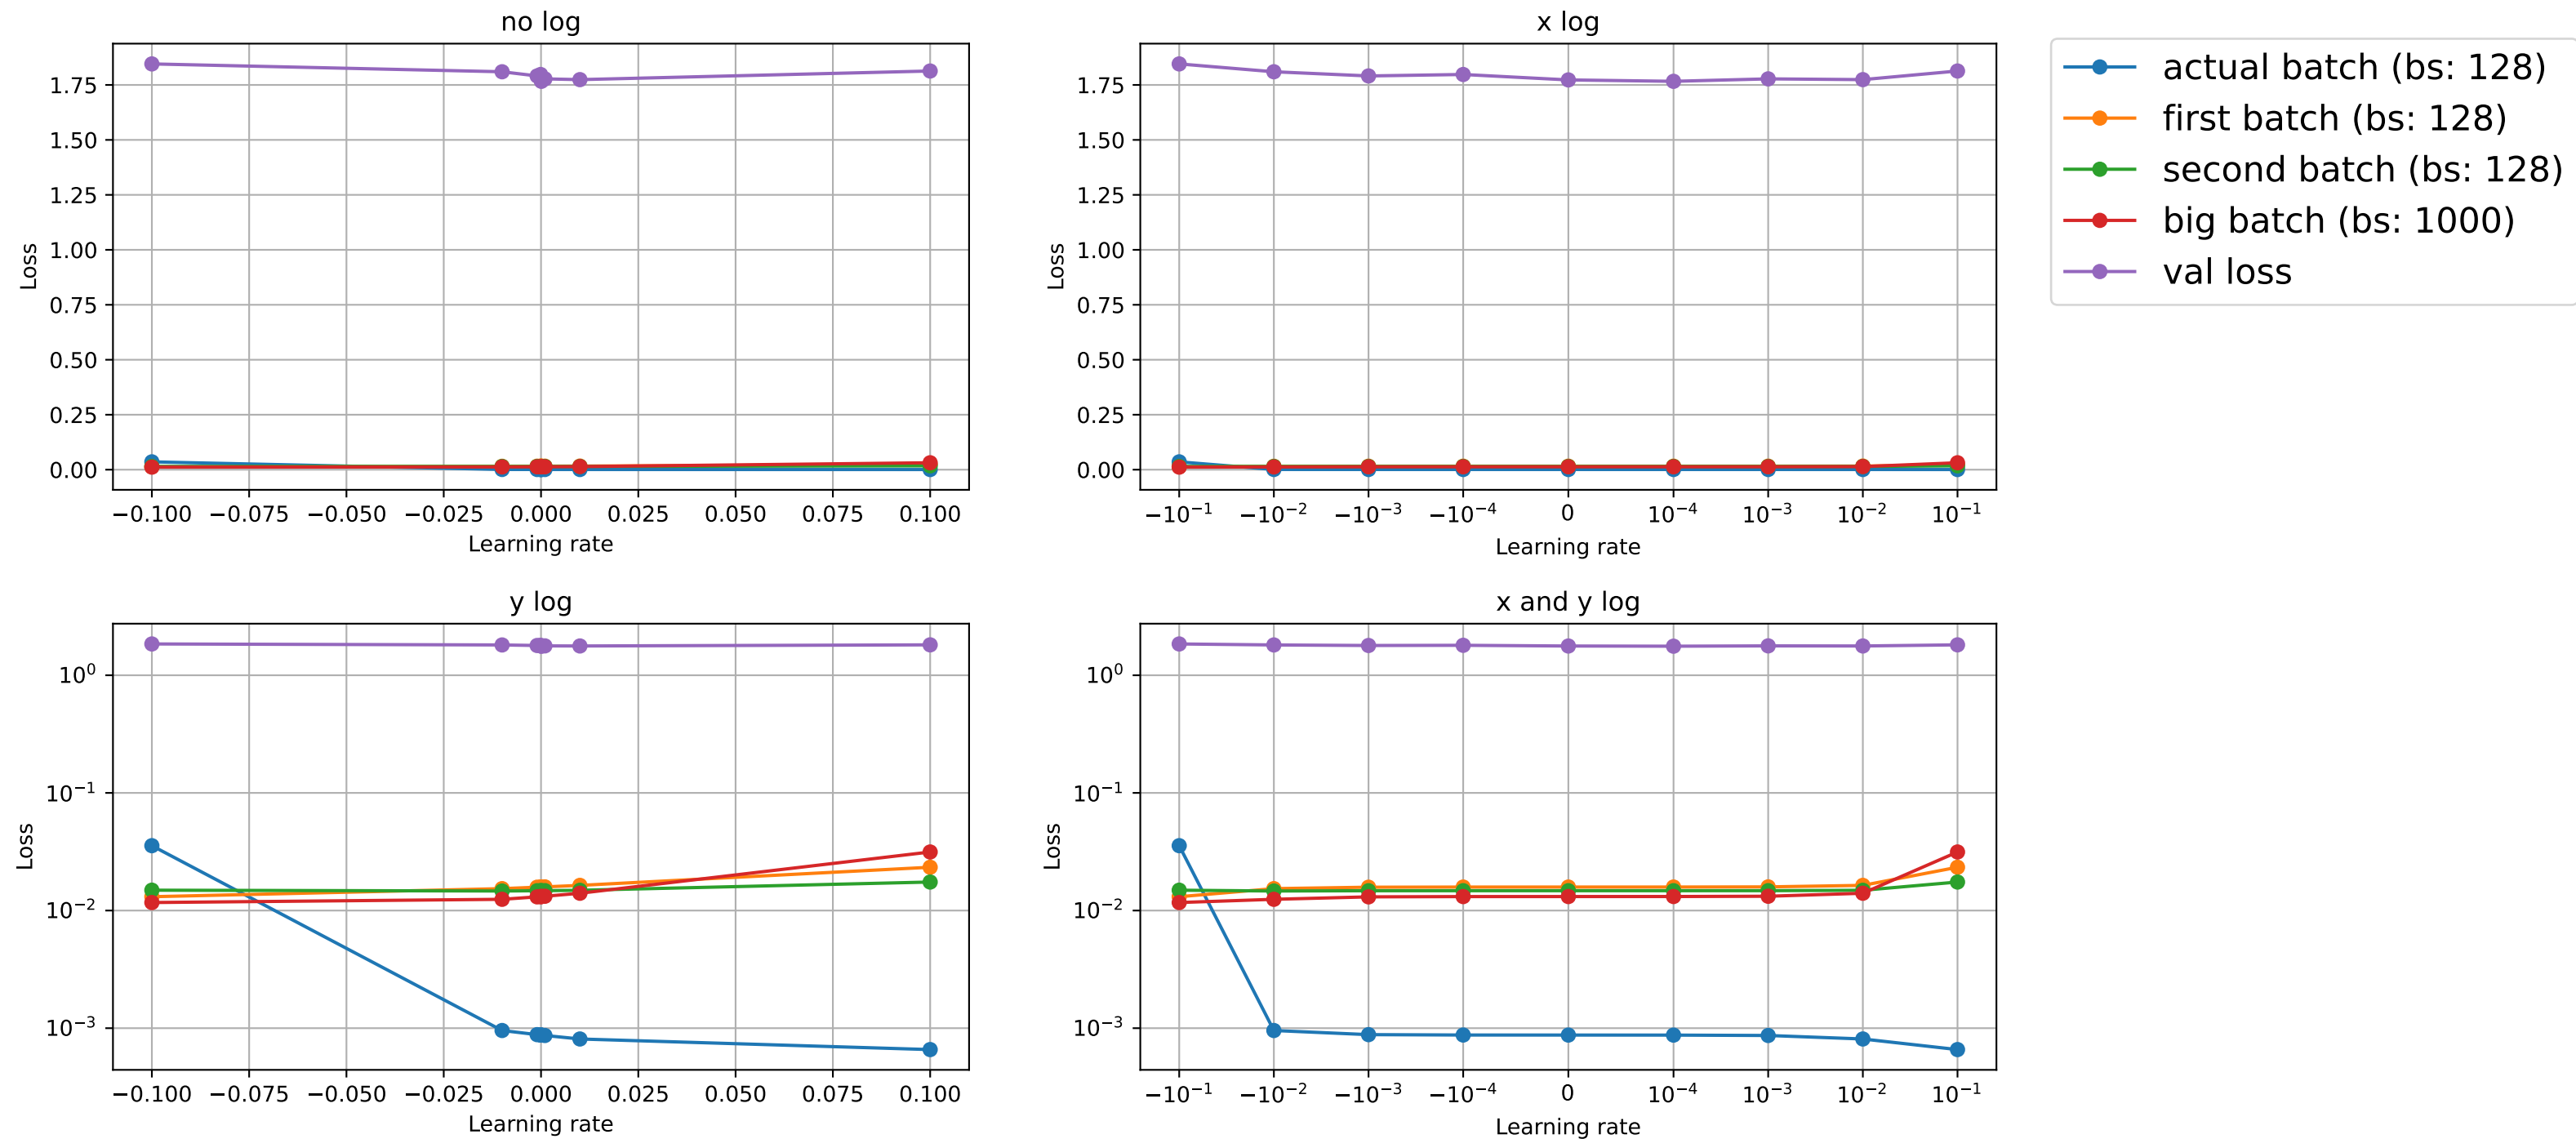 no log
1.75
1.50
1.25
1.00
0.75
0.50
0.25
0.00
Loss
−0.100 −0.075 −0.050 −0.025 0.000 0.025 0.050 0.075 0.100
Learning rate
x log
1.75
1.50
1.25
1.00
0.75
0.50
0.25
0.00
Loss
−10⁻¹ −10⁻² −10⁻³ −10⁻⁴ 0 10⁻⁴ 10⁻³ 10⁻² 10⁻¹
Learning rate
actual batch (bs: 128)
first batch (bs: 128)
second batch (bs: 128)
big batch (bs: 1000)
val loss
y log
10⁰
10⁻¹
10⁻²
10⁻³
Loss
−0.100 −0.075 −0.050 −0.025 0.000 0.025 0.050 0.075 0.100
Learning rate
x and y log
10⁰
10⁻¹
10⁻²
10⁻³
Loss
−10⁻¹ −10⁻² −10⁻³ −10⁻⁴ 0 10⁻⁴ 10⁻³ 10⁻² 10⁻¹
Learning rate